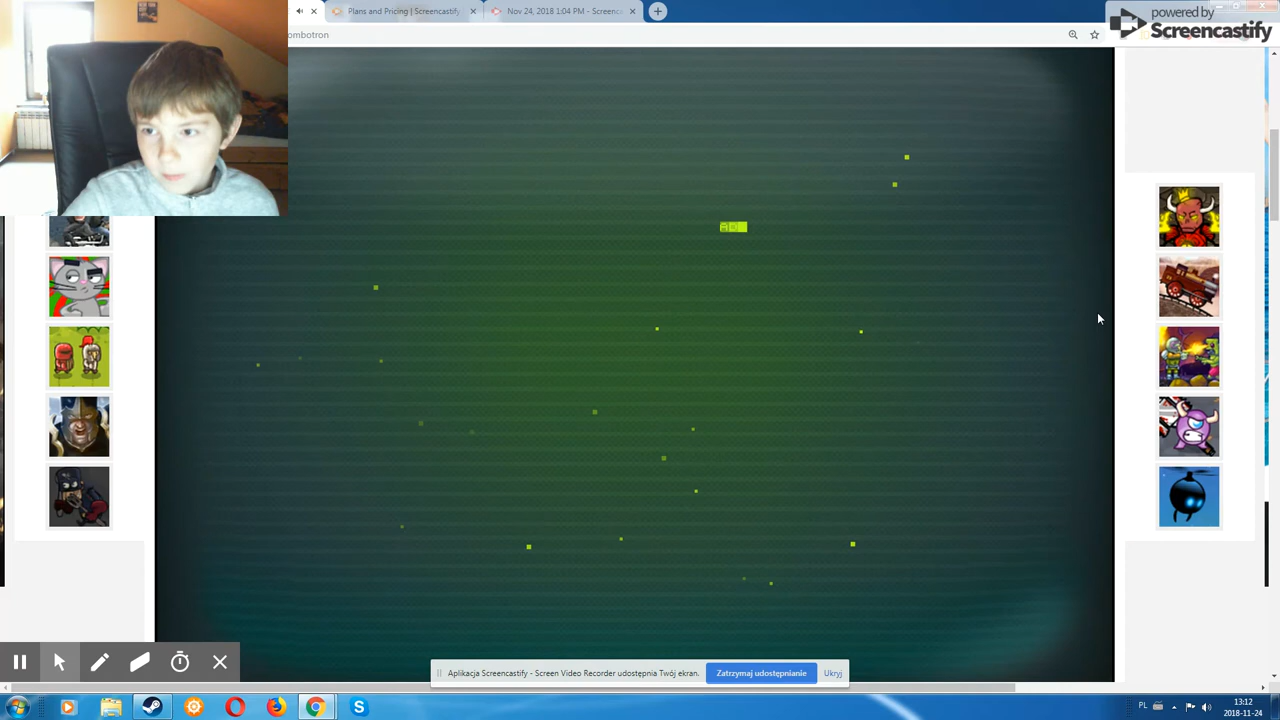 Plans and Pricing | Screencastify
Nov 24, 2018 1:04 PM - Screenc
ombotron
powered by
Screencastify
Aplikacja Screencastify - Screen Video Recorder udostępnia Twój ekran.
Zatrzymaj udostępnianie
Ukryj
PL
13:12
2018-11-24